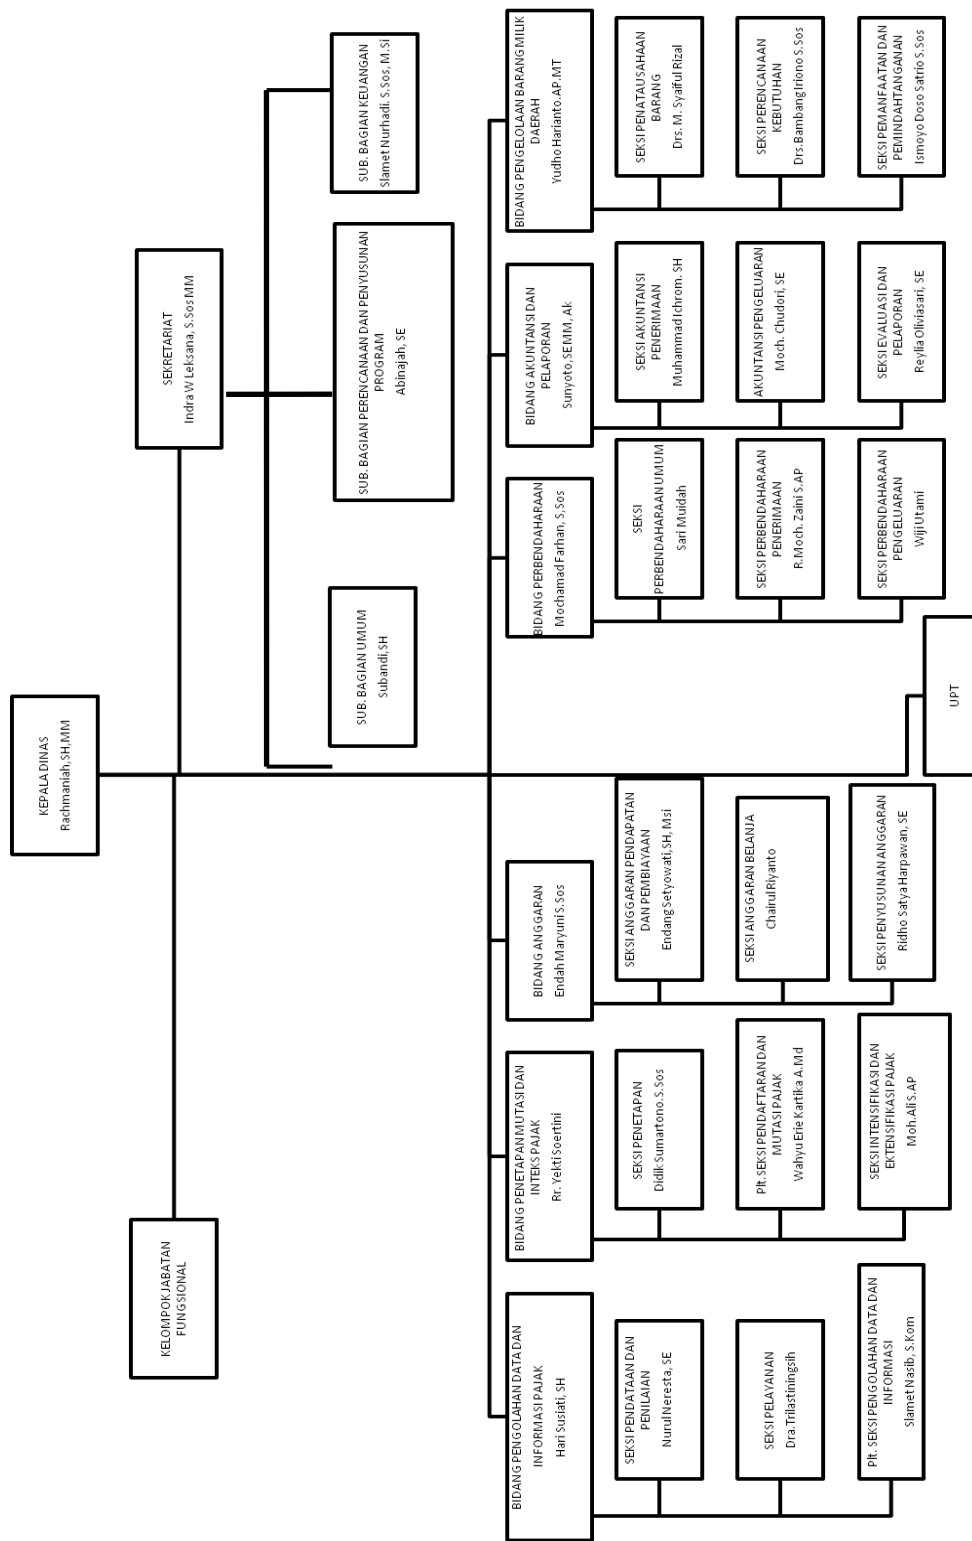 KEPALA DINAS
Rachmaniah,SH,MM
KELOMPOK JABATAN
FUNGSIONAL
SEKRETARIAT
Indra W Leksana, S.Sos MM
SUB. BAGIAN UMUM
Subandi,SH
SUB. BAGIAN PERENCANAAN DAN PENYUSUNAN
PROGRAM
Abinajah, SE
SUB. BAGIAN KEUANGAN
Slamet Nurhadi. S.Sos, M.Si
BIDANG PENGOLAHAN DATA DAN
INFORMASI PAJAK
Hari Susiati, SH
BIDANG PENETAPAN MUTASI DAN
INTEKS PAJAK
Rr. Yekti Soertini
BIDANG ANGGARAN
Endah Maryuni S.Sos
BIDANG PERBENDAHARAAN
Mochamad Farhan, S,Sos
BIDANG AKUNTANSI DAN
PELAPORAN
Sunyoto,SEMM, Ak
BIDANG PENGELOLAAN BARANG MILIK
DAERAH
Yudho Harianto.AP.MT
SEKSI PENDATAAN DAN
PENILAIAN
Nurul Neresta, SE
SEKSI PENETAPAN
Didik Sumartono.S.Sos
SEKSI ANGGARAN PENDAPATAN
DAN PEMBIAYAAN
Endang Setyowati,SH, Msi
SEKSI
PERBENDAHARAAN UMUM
Sari Muidah
SEKSI AKUNTANSI
PENERIMAAN
Muhammad Ichrom. SH
SEKSI PENATAUSAHAAN
BARANG
Drs. M. Syaiful Rizal
SEKSI PELAYANAN
Dra.Trilastiningsih
Plt. SEKSI PENDAFTARAN DAN
MUTASI PAJAK
Wahyu Erie Kartika A.Md
SEKSI ANGGARAN BELANJA
Chairul Riyanto
SEKSI PERBENDAHARAAN
PENERIMAAN
R.Moch. Zaini S.AP
AKUNTANSI PENGELUARAN
Moch. Chudori, SE
SEKSI PERENCANAAN
KEBUTUHAN
Drs.Bambang Iriono S.Sos
Plt. SEKSI PENGOLAHAN DATA DAN
INFORMASI
Slamet Nasib, S.Kom
SEKSI INTENSIFIKASI DAN
EKTENSIFIKASI PAJAK
Moh.Ali S.AP
SEKSI PENYUSUNAN ANGGARAN
Ridho Satya Harpawan, SE
SEKSI PERBENDAHARAAN
PENGELUARAN
Wiji Utami
SEKSI EVALUASI DAN
PELAPORAN
Reylia Oliviasari, SE
SEKSI PEMANFAATAN DAN
PEMINDAHTANGANAN
Ismoyo Doso Satrio S.Sos
UPT